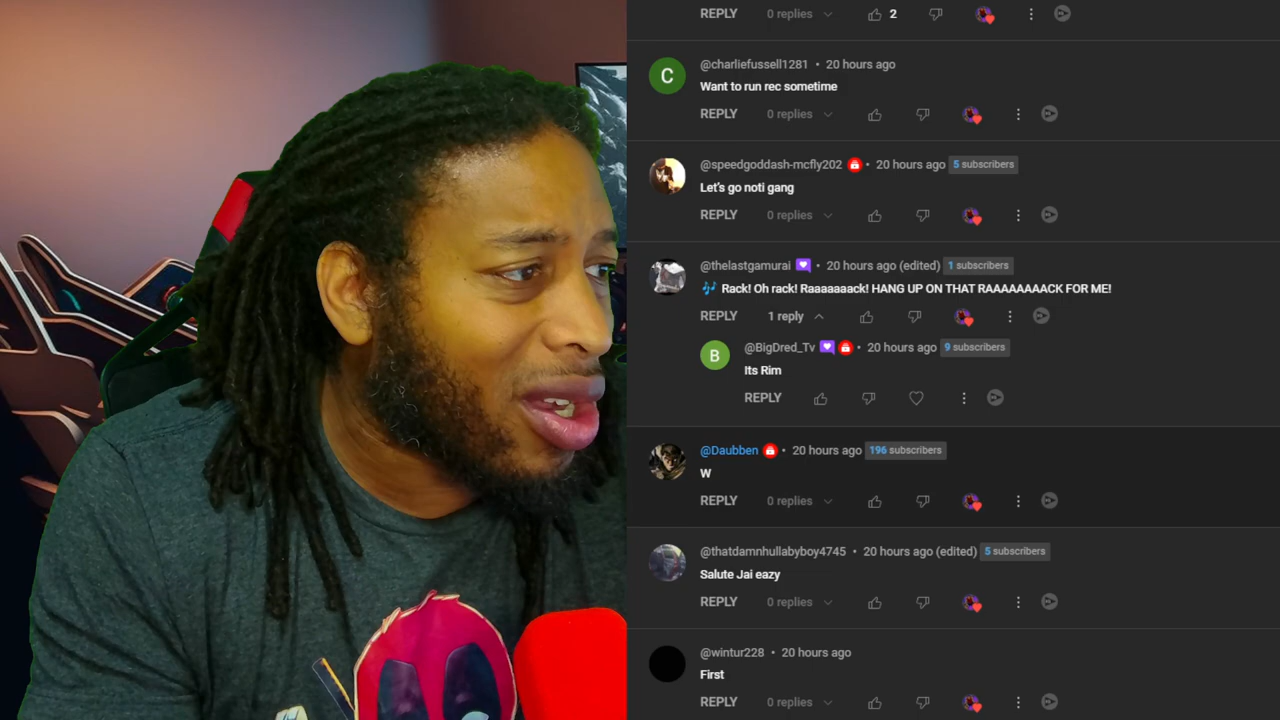 REPLY 0 replies 2
C @charliefussell1281 • 20 hours ago
Want to run rec sometime
REPLY 0 replies
@speedgoddash-mcfly202 • 20 hours ago 5 subscribers
Let's go noti gang
REPLY 0 replies
@thelastgamurai • 20 hours ago (edited) 1 subscribers
🎶 Rack! Oh rack! Raaaaaaack! HANG UP ON THAT RAAAAAAAACK FOR ME!
REPLY 1 reply
B @BigDred_Tv • 20 hours ago 9 subscribers
Its Rim
REPLY
@Daubben • 20 hours ago 196 subscribers
W
REPLY 0 replies
@thatdamnhullabyboy4745 • 20 hours ago (edited) 5 subscribers
Salute Jai eazy
REPLY 0 replies
@wintur228 • 20 hours ago
First
REPLY 0 replies